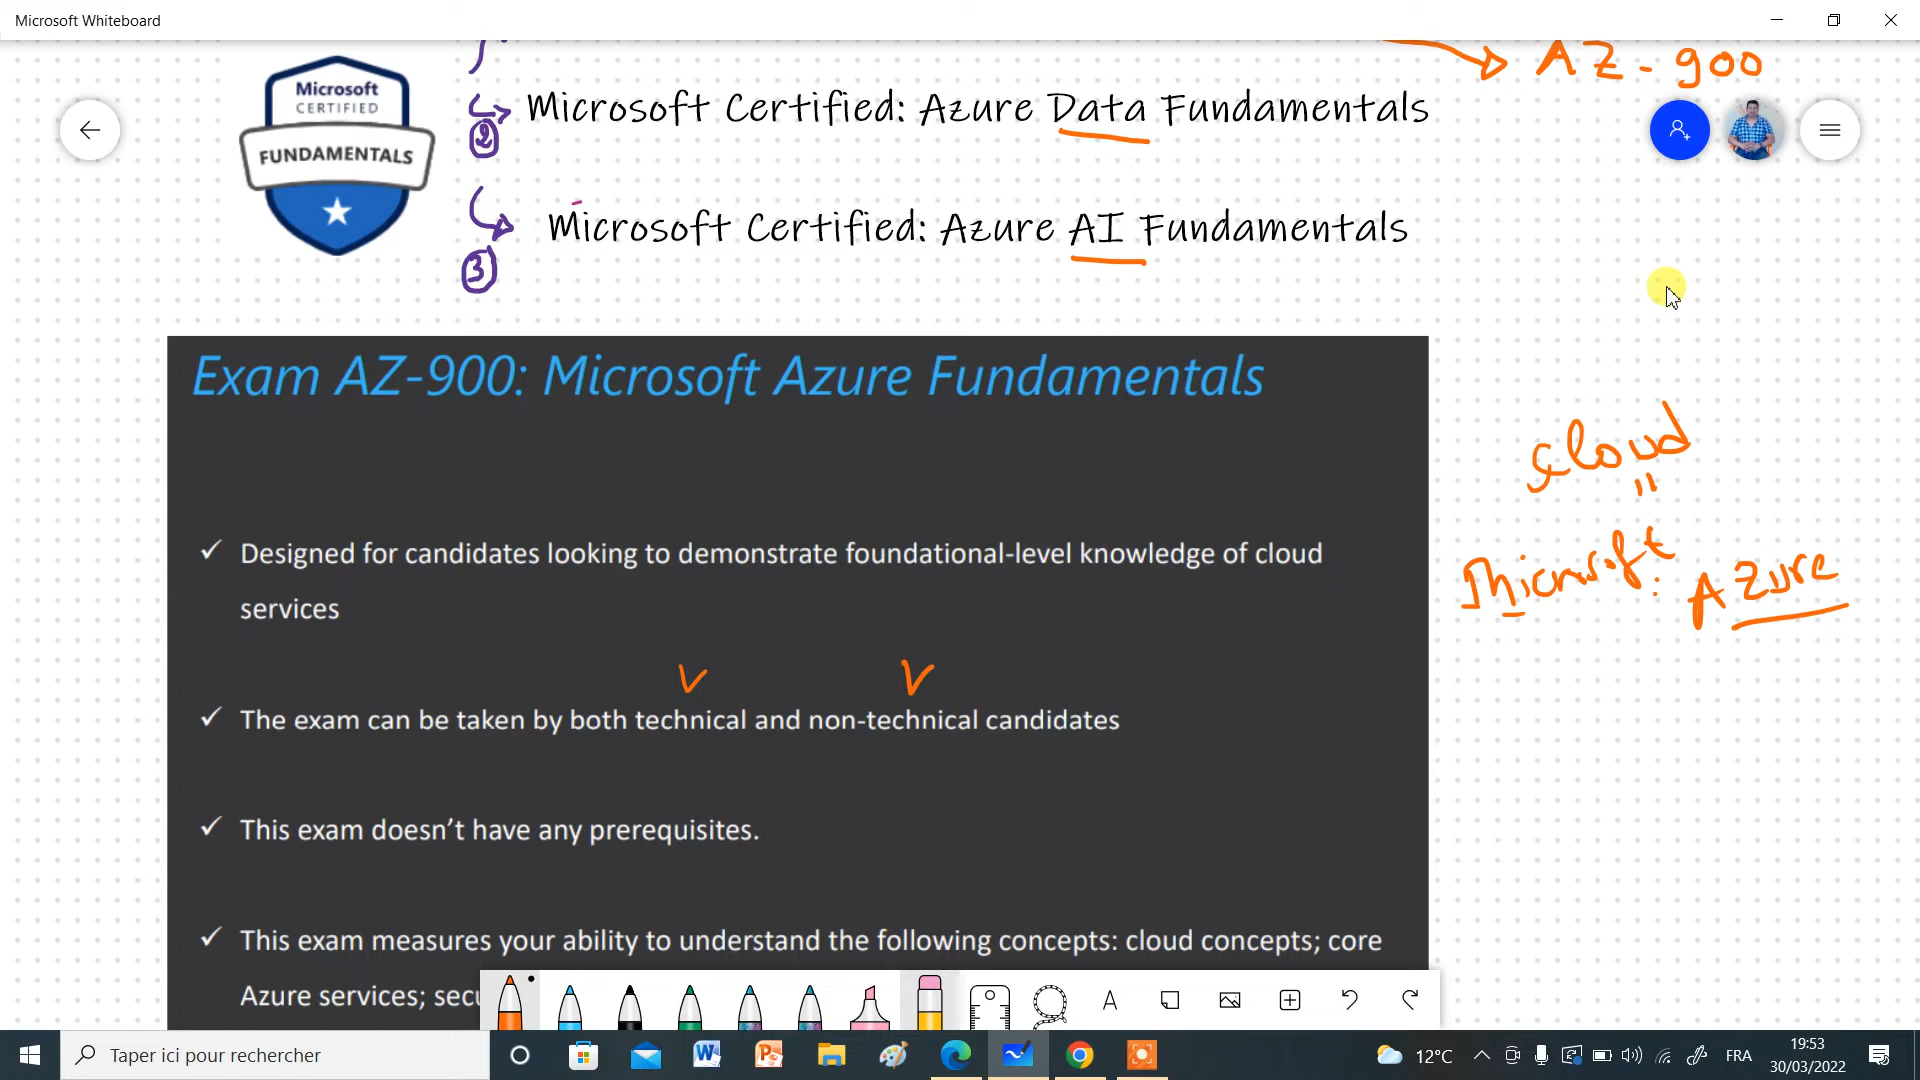 Microsoft Whiteboard
AZ-900
Microsoft
CERTIFIED
FUNDAMENTALS
2 Microsoft Certified: Azure Data Fundamentals
3 Microsoft Certified: Azure AI Fundamentals
Exam AZ-900: Microsoft Azure Fundamentals
Cloud
Microsoft Azure
✓ Designed for candidates looking to demonstrate foundational-level knowledge of cloud
services
✓ The exam can be taken by both technical and non-technical candidates
✓ This exam doesn't have any prerequisites.
✓ This exam measures your ability to understand the following concepts: cloud concepts; core
Azure services;
Taper ici pour rechercher
12°C
FRA
19:53
30/03/2022